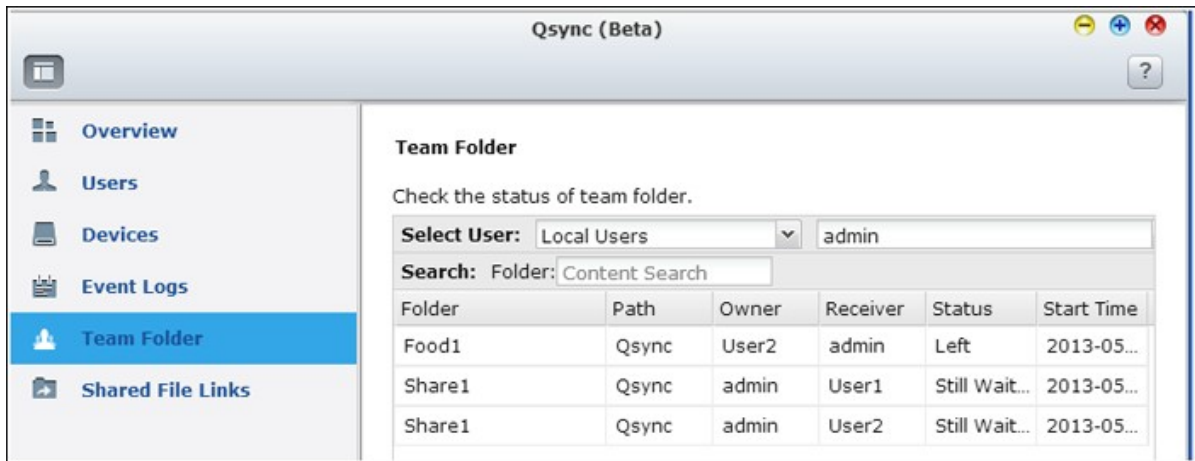 Qsync (Beta)
?
Overview
Users
Devices
Event Logs
Team Folder
Shared File Links
Team Folder
Check the status of team folder.
Select User: Local Users admin
Search: Folder: Content Search
Folder Path Owner Receiver Status Start Time
Food1 Qsync User2 admin Left 2013-05...
Share1 Qsync admin User1 Still Wait... 2013-05...
Share1 Qsync admin User2 Still Wait... 2013-05...